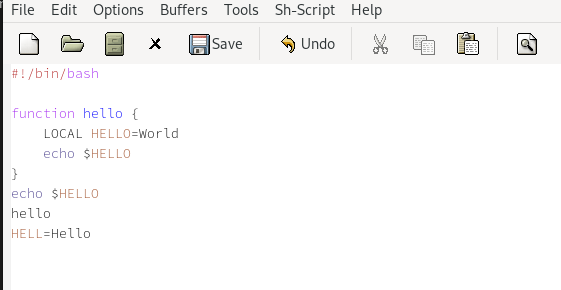 File Edit Options Buffers Tools Sh-Script Help
Save Undo
#!/bin/bash
function hello {
LOCAL HELLO=World
echo $HELLO
}
echo $HELLO
hello
HELL=Hello